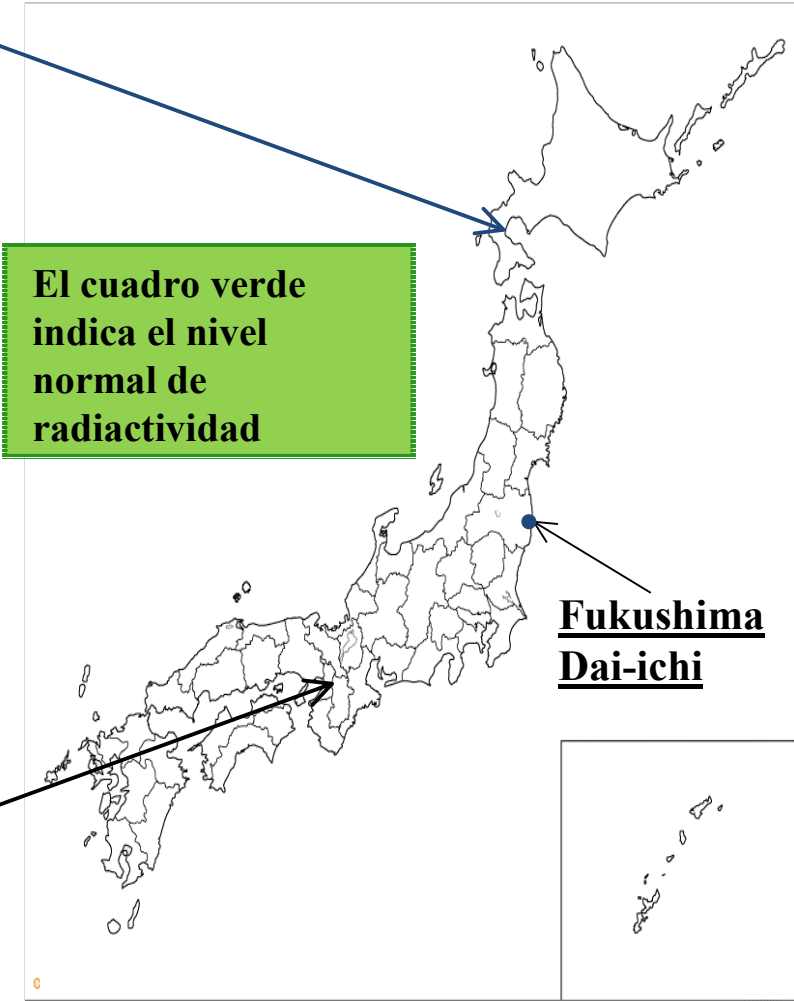 El cuadro verde
indica el nivel
normal de
radiactividad
Fukushima
Dai-ichi